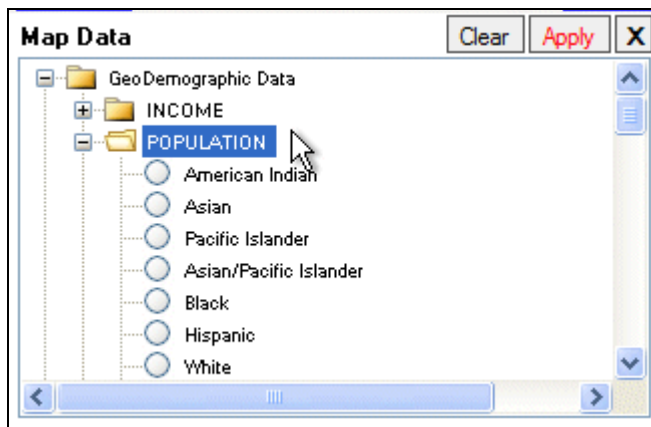 Map Data Clear Apply X
GeoDemographic Data
INCOME
POPULATION
American Indian
Asian
Pacific Islander
Asian/Pacific Islander
Black
Hispanic
White